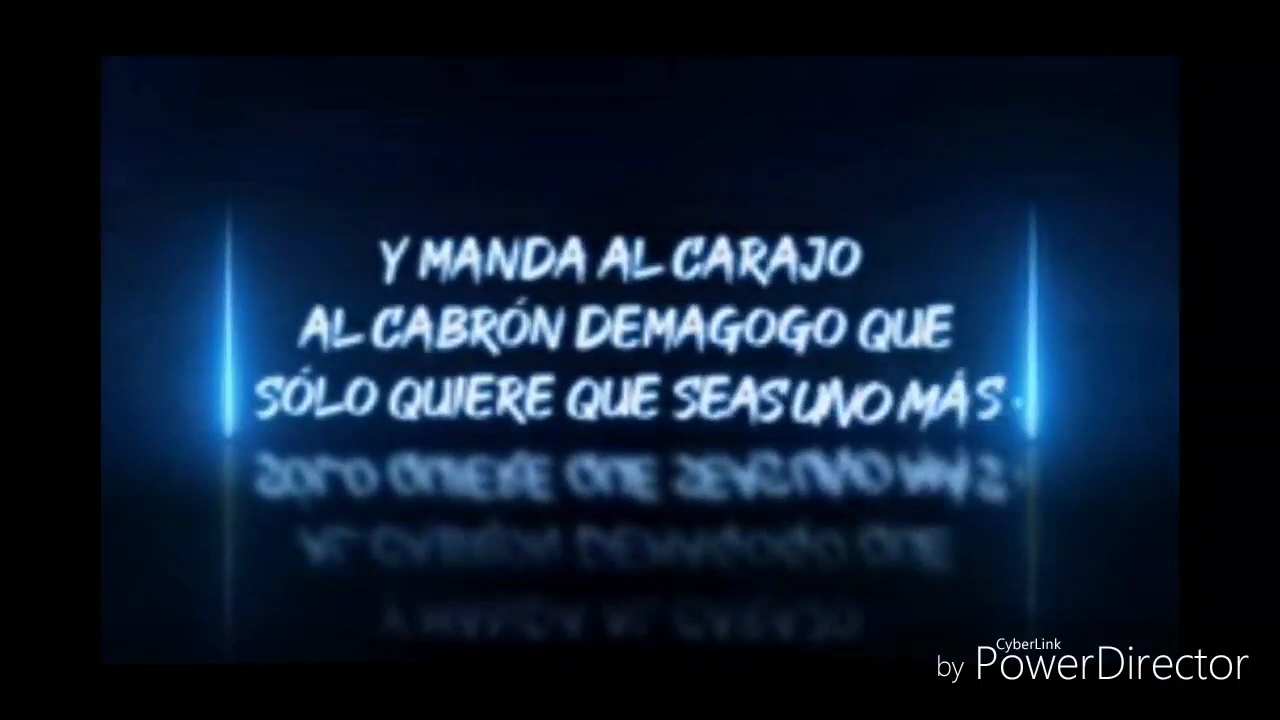 Y MANDA AL CARAJO
AL CABRÓN DEMAGOGO QUE
SÓLO QUIERE QUE SEAS UNO MÁS.
CyberLink
by PowerDirector